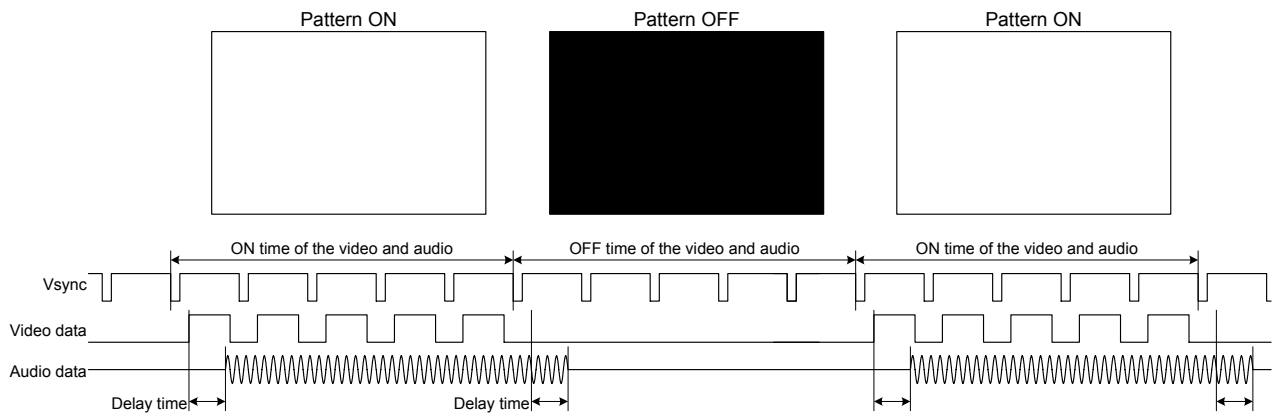 Pattern ON
Pattern OFF
Pattern ON
ON time of the video and audio
OFF time of the video and audio
ON time of the video and audio
Vsync
Video data
Audio data
Delay time
Delay time